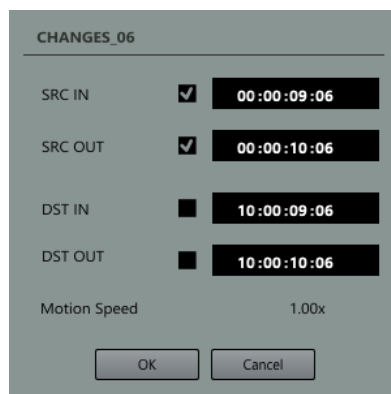 CHANGES_06
SRC IN 00:00:09:06
SRC OUT 00:00:10:06
DST IN 10:00:09:06
DST OUT 10:00:10:06
Motion Speed 1.00x
OK Cancel